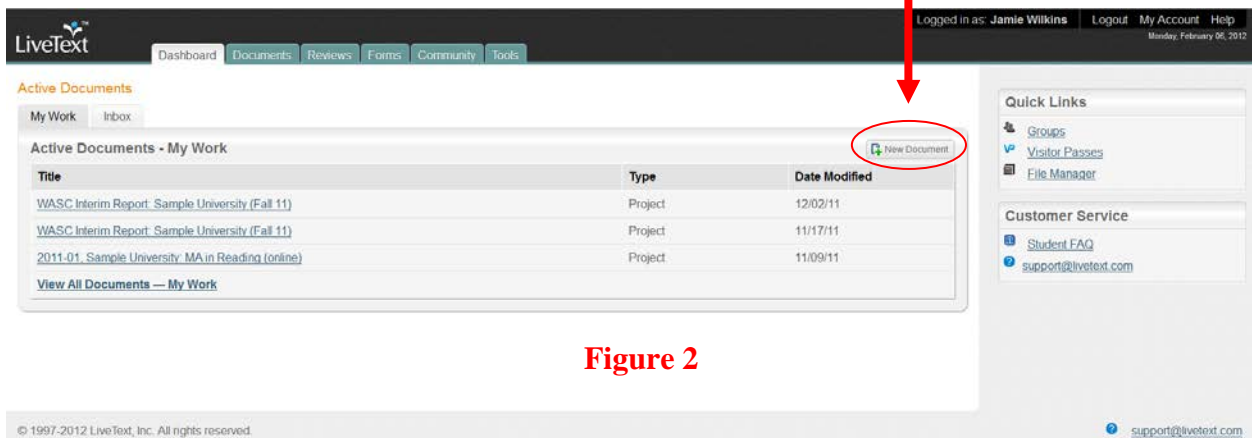 Logged in as: Jamie Wilkins Logout My Account Help
Monday, February 06, 2012
LiveText™
Dashboard Documents Reviews Forms Community Tools
Active Documents
My Work Inbox
Active Documents - My Work
New Document
Title Type Date Modified
WASC Interim Report: Sample University (Fall 11) Project 12/02/11
WASC Interim Report: Sample University (Fall 11) Project 11/17/11
2011-01, Sample University: MA in Reading (online) Project 11/09/11
View All Documents — My Work
Quick Links
Groups
VP Visitor Passes
File Manager
Customer Service
Student FAQ
support@livetext.com
Figure 2
© 1997-2012 LiveText, Inc. All rights reserved.
support@livetext.com